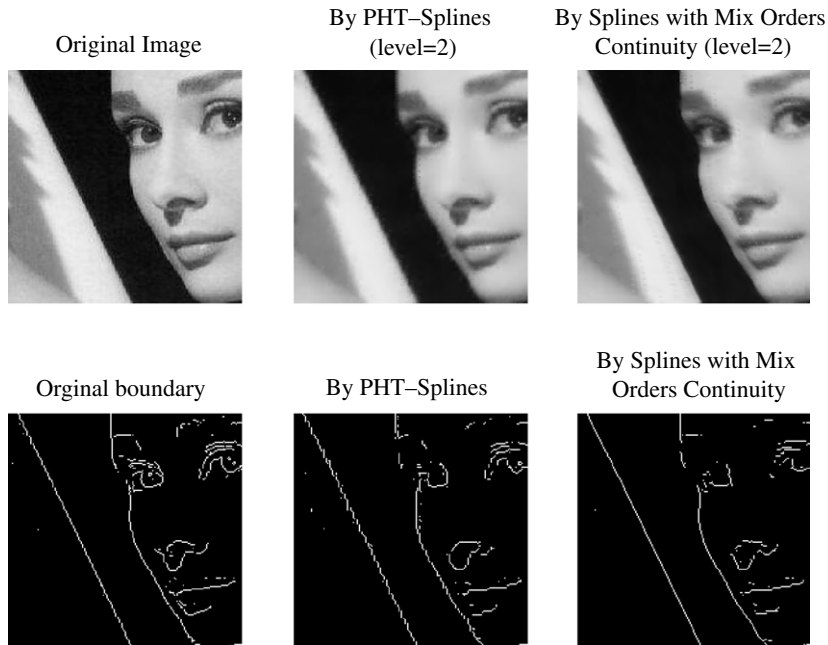 Original Image
By PHT–Splines
(level=2)
By Splines with Mix Orders
Continuity (level=2)
Orginal boundary
By PHT–Splines
By Splines with Mix
Orders Continuity